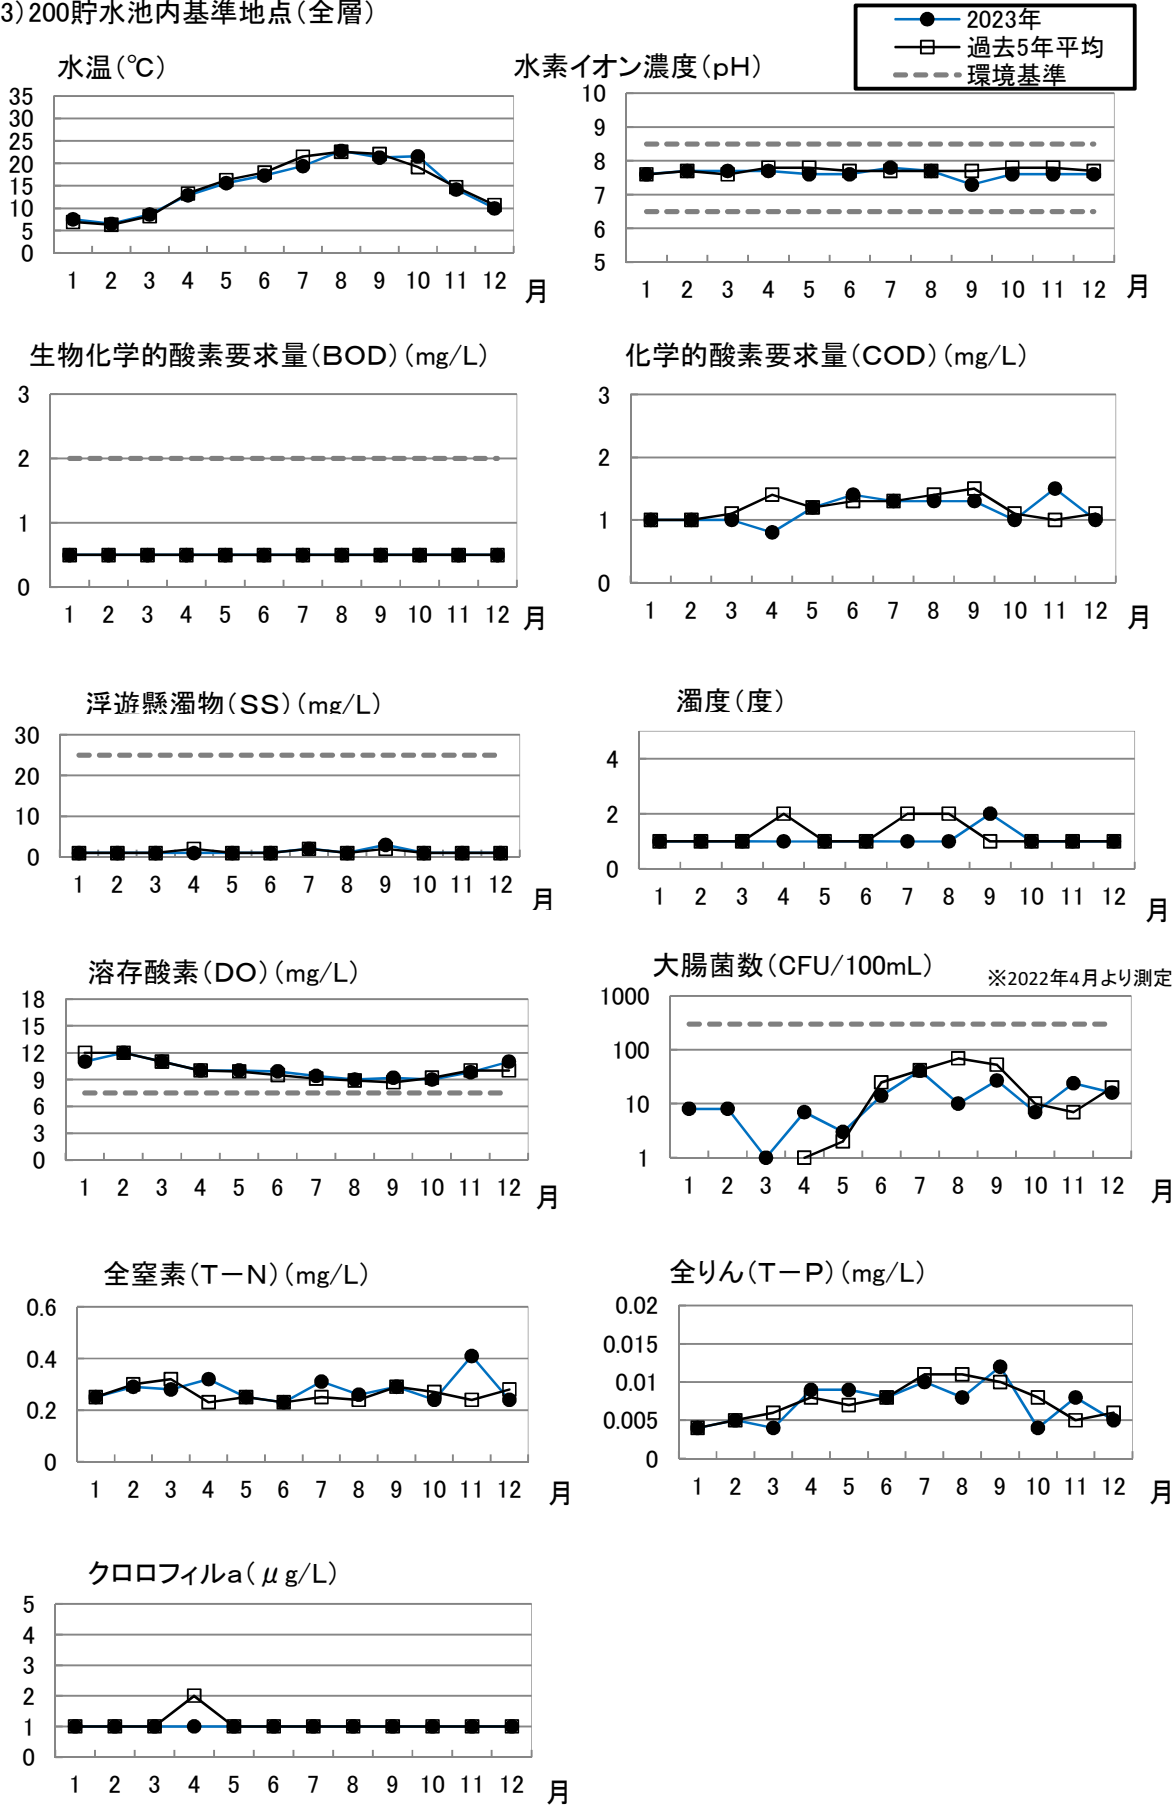 3)200貯水池内基準地点(全層)
2023年
過去5年平均
環境基準
水温(℃)
35
30
25
20
15
10
5
0
1 2 3 4 5 6 7 8 9 10 11 12 月
水素イオン濃度(pH)
10
9
8
7
6
5
1 2 3 4 5 6 7 8 9 10 11 12 月
生物化学的酸素要求量(BOD)(mg/L)
3
2
1
0
1 2 3 4 5 6 7 8 9 10 11 12 月
化学的酸素要求量(COD)(mg/L)
3
2
1
0
1 2 3 4 5 6 7 8 9 10 11 12 月
浮遊懸濁物(SS)(mg/L)
30
20
10
0
1 2 3 4 5 6 7 8 9 10 11 12 月
濁度(度)
4
2
0
1 2 3 4 5 6 7 8 9 10 11 12 月
溶存酸素(DO)(mg/L)
18
15
12
9
6
3
0
1 2 3 4 5 6 7 8 9 10 11 12 月
大腸菌数(CFU/100mL)
※2022年4月より測定
1000
100
10
1
1 2 3 4 5 6 7 8 9 10 11 12 月
全窒素(T-N)(mg/L)
0.6
0.4
0.2
0
1 2 3 4 5 6 7 8 9 10 11 12 月
全りん(T-P)(mg/L)
0.02
0.015
0.01
0.005
0
1 2 3 4 5 6 7 8 9 10 11 12 月
クロロフィルa(μg/L)
5
4
3
2
1
0
1 2 3 4 5 6 7 8 9 10 11 12 月